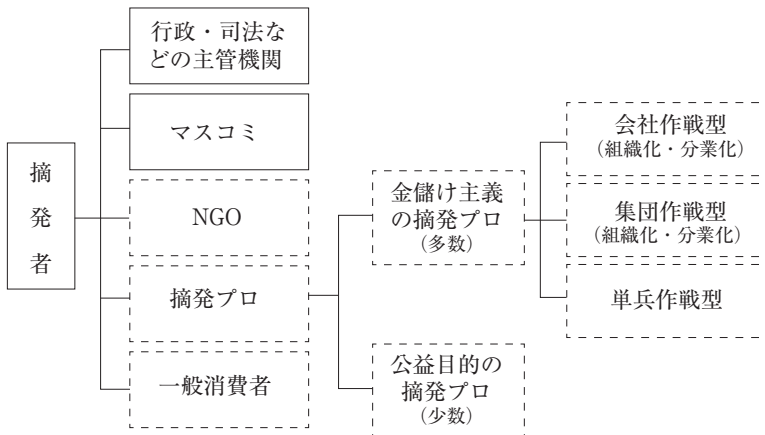 摘発者
行政・司法な
どの主管機関
マスコミ
NGO
摘発プロ
一般消費者
金儲け主義
の摘発プロ
（多数）
公益目的の
摘発プロ
（少数）
会社作戦型
（組織化・分業化）
集団作戦型
（組織化・分業化）
単兵作戦型